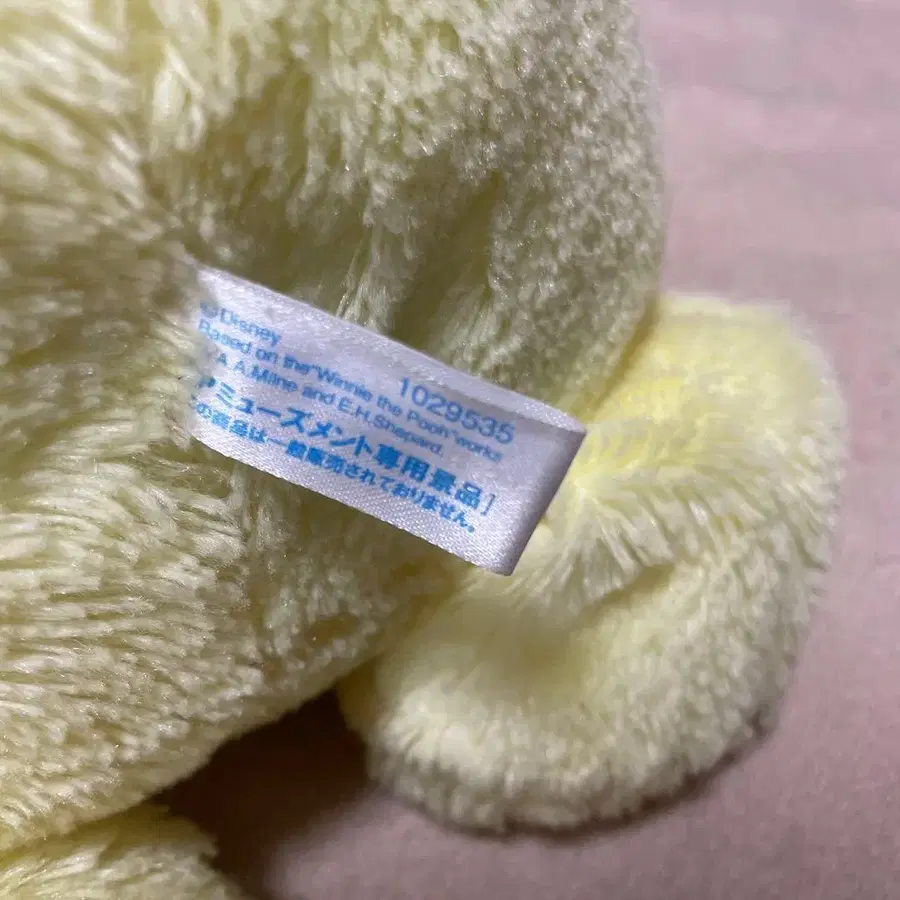 ©Disney
Based on the "Winnie the Pooh" works
A. A. Milne and E.H. Shepard.
1029535
アミューズメント専用景品]
の商品は一般販売されておりません。